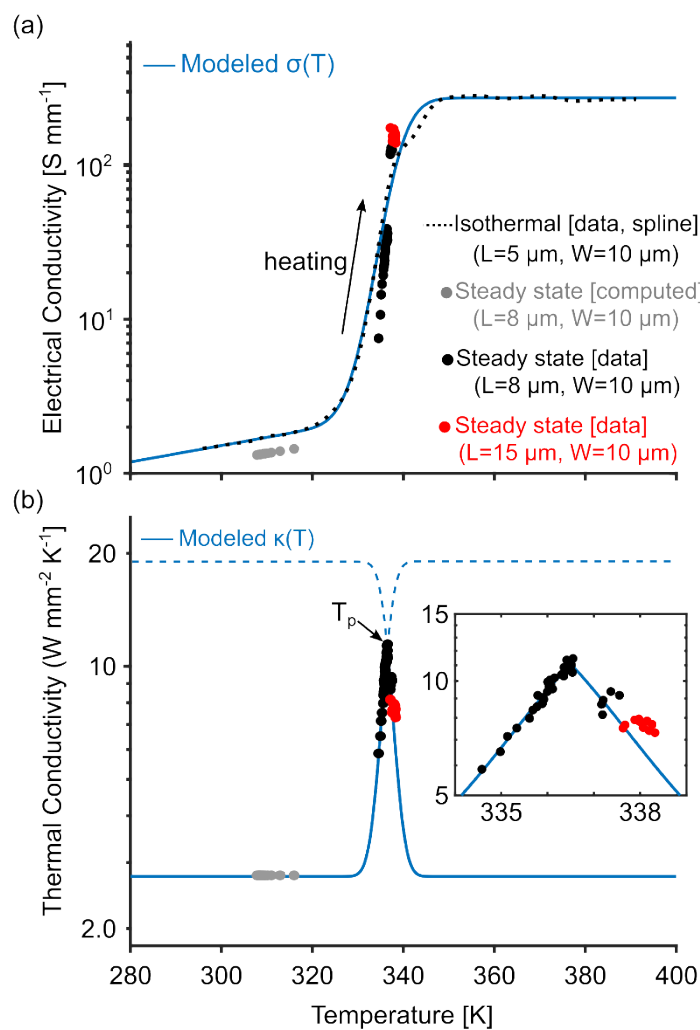 (a)
Electrical Conductivity [S mm⁻¹]
10²
10¹
10⁰
Modeled σ(T)
heating
Isothermal [data, spline]
(L=5 µm, W=10 µm)
Steady state [computed]
(L=8 µm, W=10 µm)
Steady state [data]
(L=8 µm, W=10 µm)
Steady state [data]
(L=15 µm, W=10 µm)
(b)
Thermal Conductivity (W mm⁻² K⁻¹)
20
10
2.0
Modeled κ(T)
Tₚ
15
10
5
335
338
280
300
320
340
360
380
400
Temperature [K]